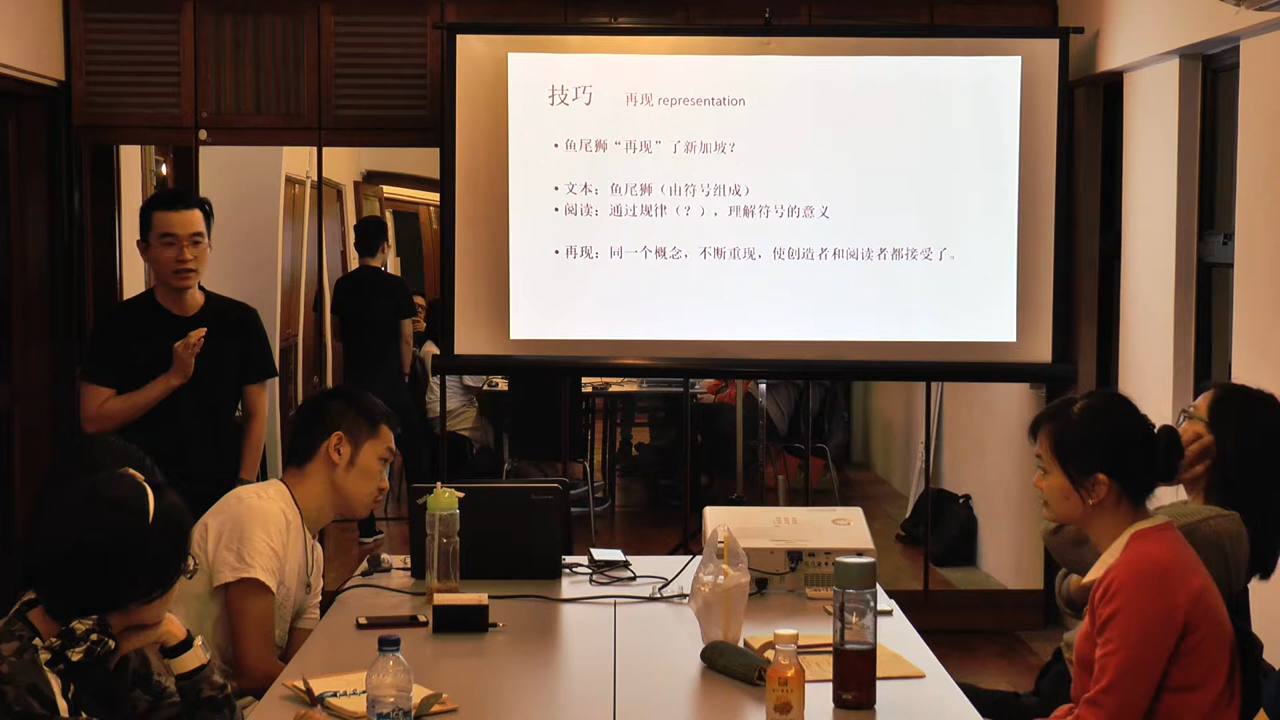 技巧 再现 representation
• 鱼尾狮“再现”了新加坡？
• 文本：鱼尾狮（由符号组成）
• 阅读：通过规律（？），理解符号的意义
• 再现：同一个概念，不断重现，使创造者和阅读者都接受了。